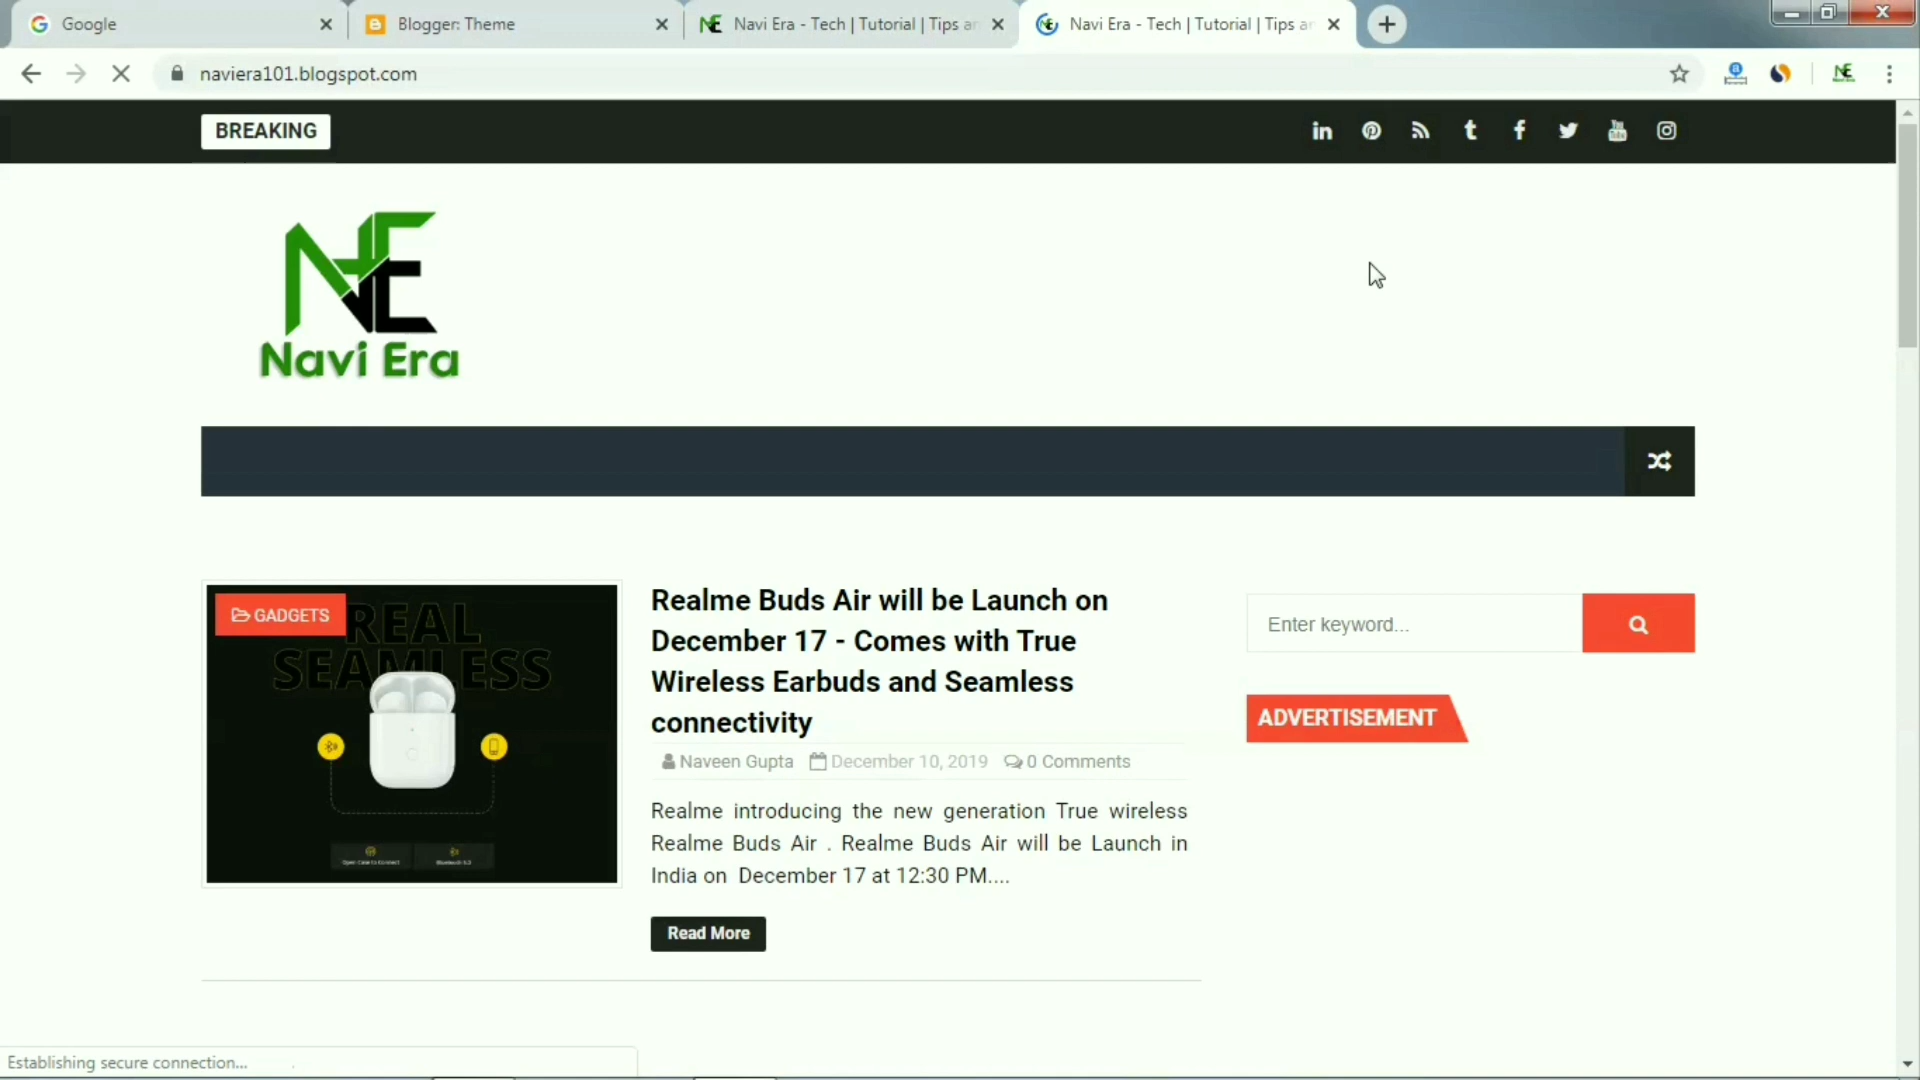 Google
Blogger: Theme
Navi Era - Tech | Tutorial | Tips
Navi Era - Tech | Tutorial | Tips
naviera101.blogspot.com
BREAKING
Navi Era
GADGETS
REAL
SEAMLESS
Realme Buds Air will be Launch on
December 17 - Comes with True
Wireless Earbuds and Seamless
connectivity
Naveen Gupta December 10, 2019 0 Comments
Realme introducing the new generation True wireless
Realme Buds Air . Realme Buds Air will be Launch in
India on December 17 at 12:30 PM....
Read More
Enter keyword...
ADVERTISEMENT
Establishing secure connection...